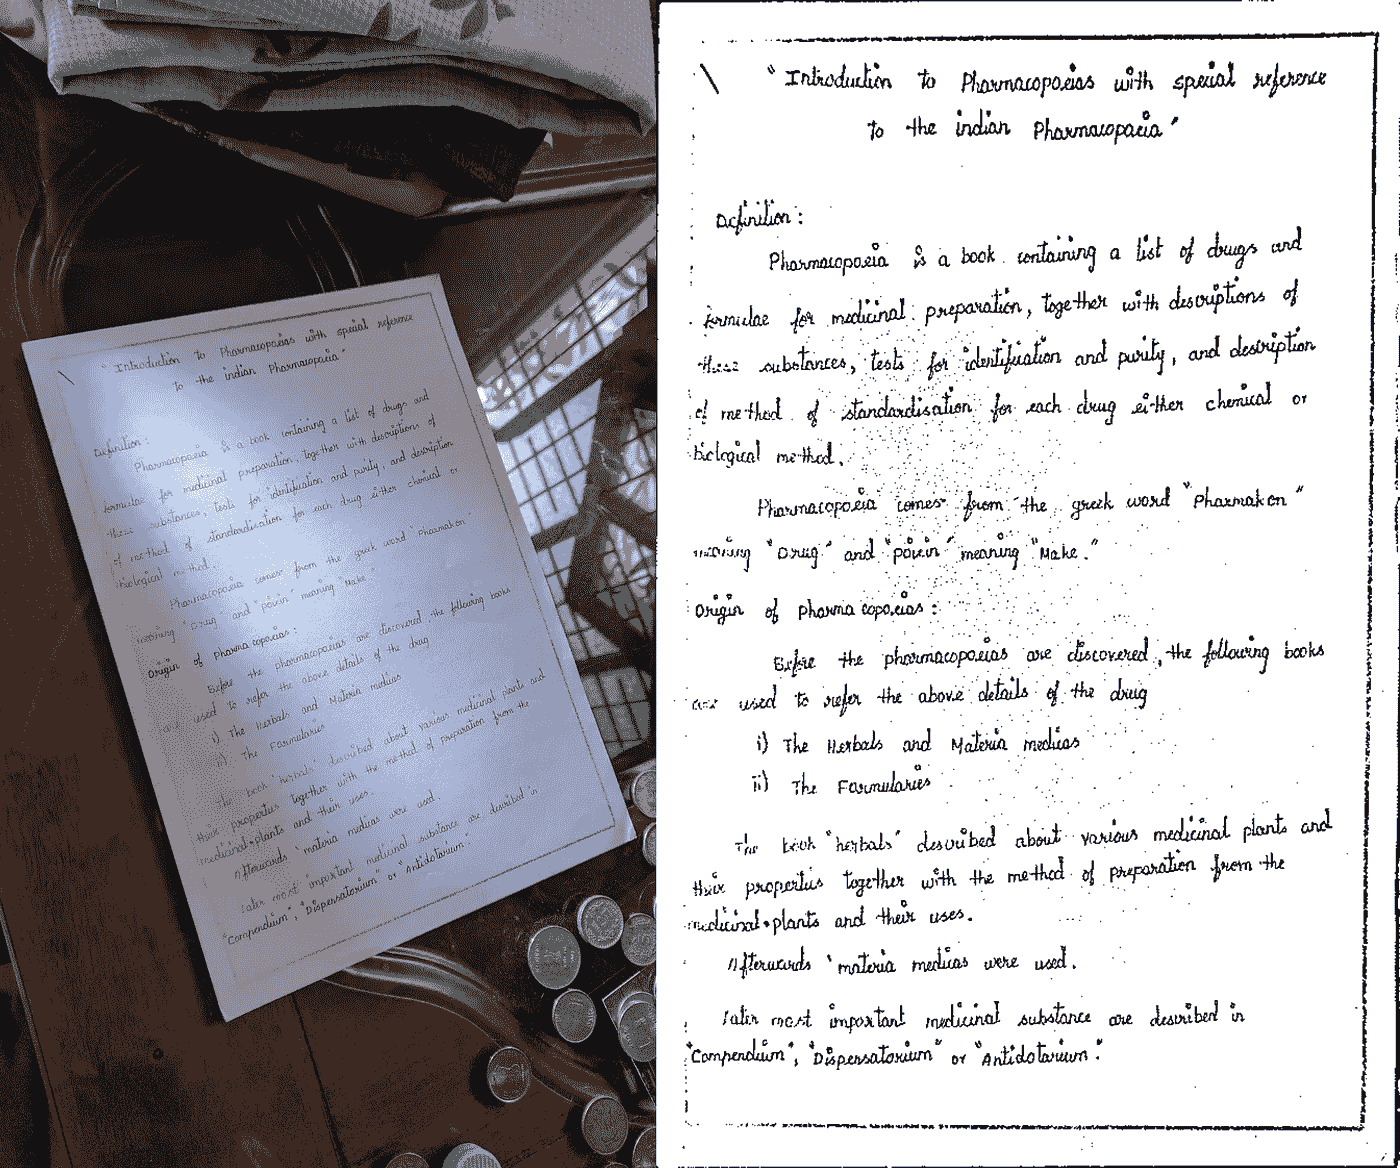 "Introduction to Pharmacopoeias with special reference
to the indian Pharmacopoeia"
Definition:
Pharmacopoeia is a book containing a list of drugs and
formulae for medicinal preparation, together with descriptions of
these substances, tests for identification and purity, and description
of method of standardisation for each drug either chemical or
biological method.
Pharmacopoeia comes from the greek word "Pharmakon"
meaning "Drug" and "poiein" meaning "Make."
Origin of pharma copoeias:
Before the pharmacopoeias are discovered, the following books
are used to refer the above details of the drug
i) The Herbals and Materia medicas
ii) The Formularies
The book "herbals" described about various medicinal plants and
their properties together with the method of preparation from the
medicinal plants and their uses.
Afterwards 'materia medicas were used.
Later most important medicinal substance are described in
"Compendium", "Dispensatorium" or "Antidotarium".